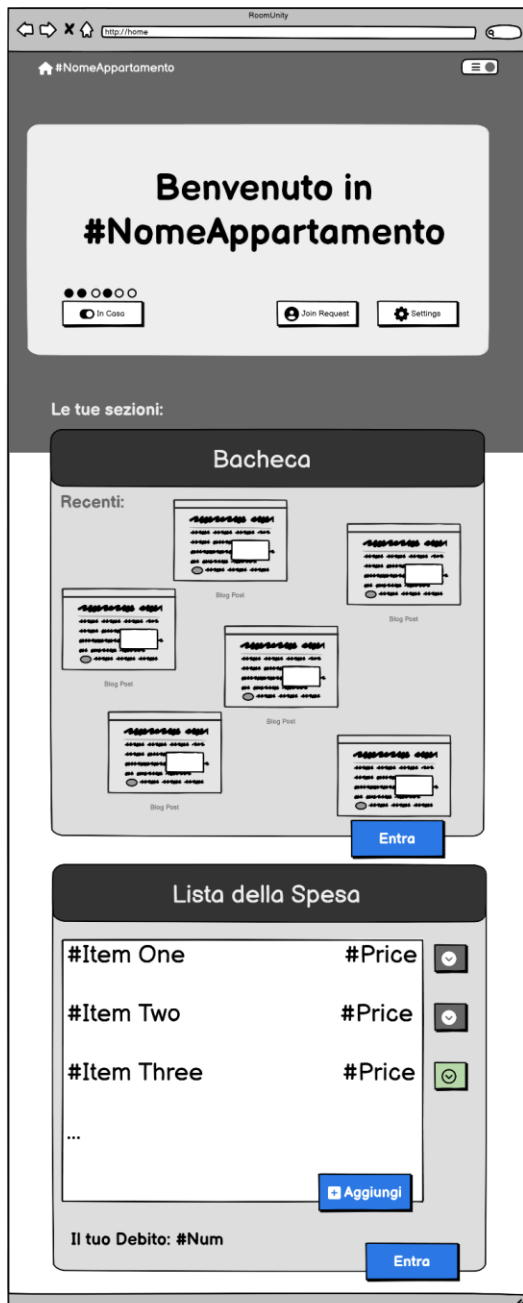 RoomUnity
http://home
#NomeAppartamento
Benvenuto in
#NomeAppartamento
In Casa
Join Request
Settings
Le tue sezioni:
Bacheca
Recenti:
Blog Post
Blog Post
Blog Post
Blog Post
Blog Post
Entra
Lista della Spesa
#Item One #Price
#Item Two #Price
#Item Three #Price
...
Aggiungi
Il tuo Debito: #Num
Entra